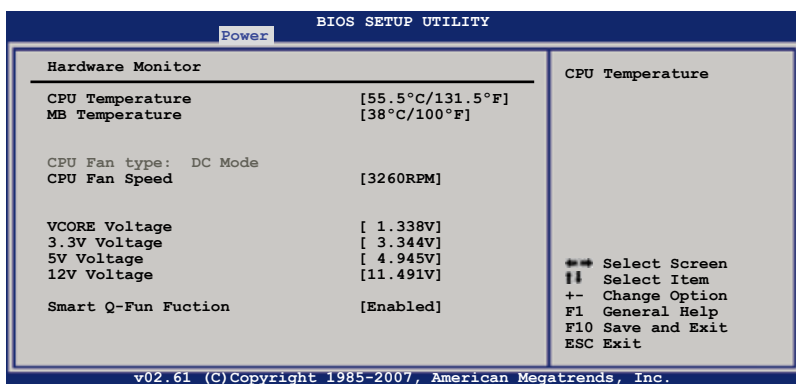 BIOS SETUP UTILITY
Power
Hardware Monitor
CPU Temperature [55.5°C/131.5°F]
MB Temperature [38°C/100°F]
CPU Fan type: DC Mode
CPU Fan Speed [3260RPM]
VCORE Voltage [ 1.338V]
3.3V Voltage [ 3.344V]
5V Voltage [ 4.945V]
12V Voltage [11.491V]
Smart Q-Fun Fuction [Enabled]
CPU Temperature
←→ Select Screen
↑↓ Select Item
+- Change Option
F1 General Help
F10 Save and Exit
ESC Exit
v02.61 (C)Copyright 1985-2007, American Megatrends, Inc.